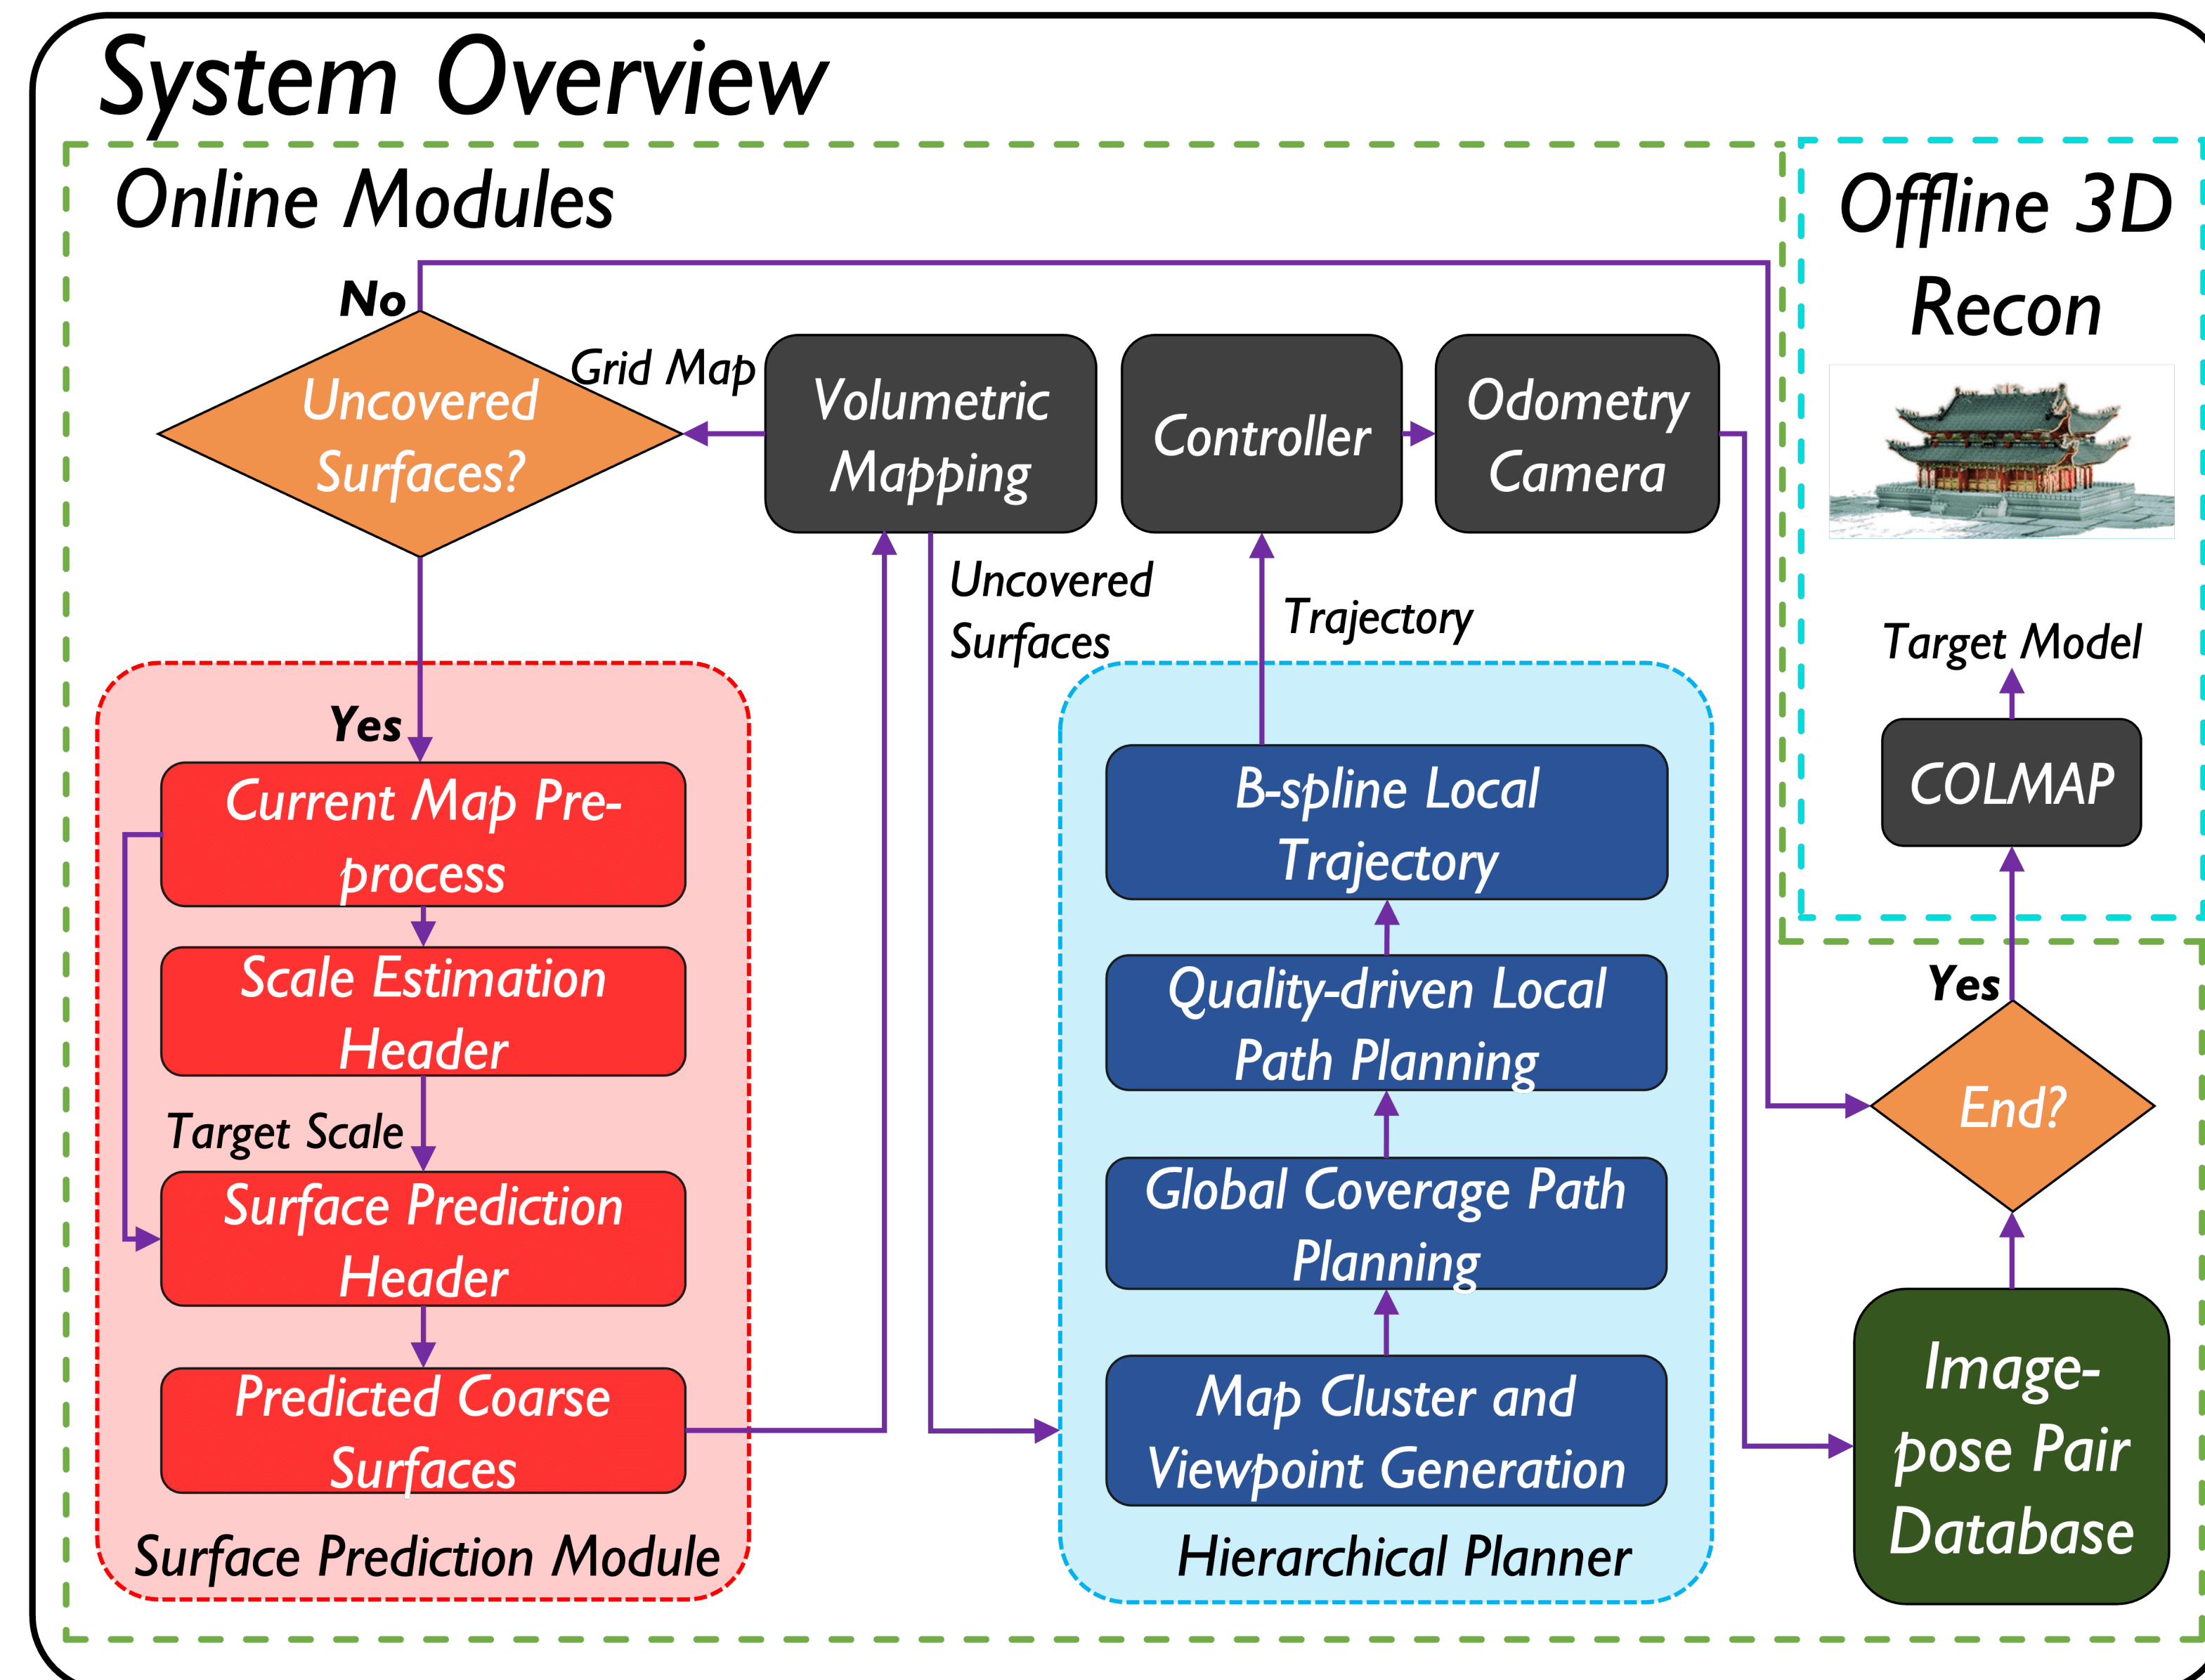 System Overview
Online Modules
Offline 3D
Recon
No
Uncovered
Surfaces?
Grid Map
Volumetric
Mapping
Controller
Odometry
Camera
Uncovered
Surfaces
Trajectory
Target Model
COLMAP
Yes
Current Map Pre-
process
Scale Estimation
Header
Target Scale
Surface Prediction
Header
Predicted Coarse
Surfaces
Surface Prediction Module
B-spline Local
Trajectory
Quality-driven Local
Path Planning
Global Coverage Path
Planning
Map Cluster and
Viewpoint Generation
Hierarchical Planner
Yes
End?
Image-
pose Pair
Database